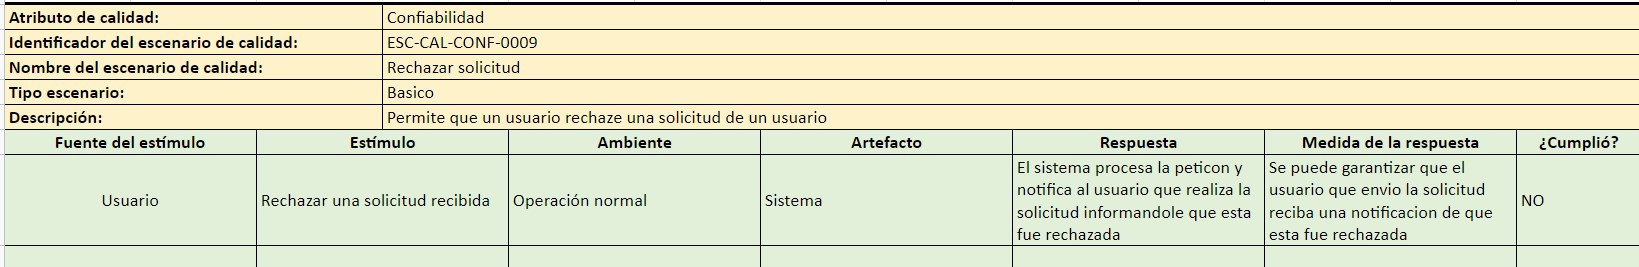 Atributo de calidad: Confiabilidad
Identificador del escenario de calidad: ESC-CAL-CONF-0009
Nombre del escenario de calidad: Rechazar solicitud
Tipo escenario: Basico
Descripción: Permite que un usuario rechaze una solicitud de un usuario
Fuente del estímulo Estímulo Ambiente Artefacto Respuesta Medida de la respuesta ¿Cumplió?
Usuario
Rechazar una solicitud recibida
Operación normal
Sistema
El sistema procesa la peticon y
notifica al usuario que realiza la
solicitud informandole que esta
fue rechazada
Se puede garantizar que el
usuario que envio la solicitud
reciba una notificacion de que
esta fue rechazada
NO